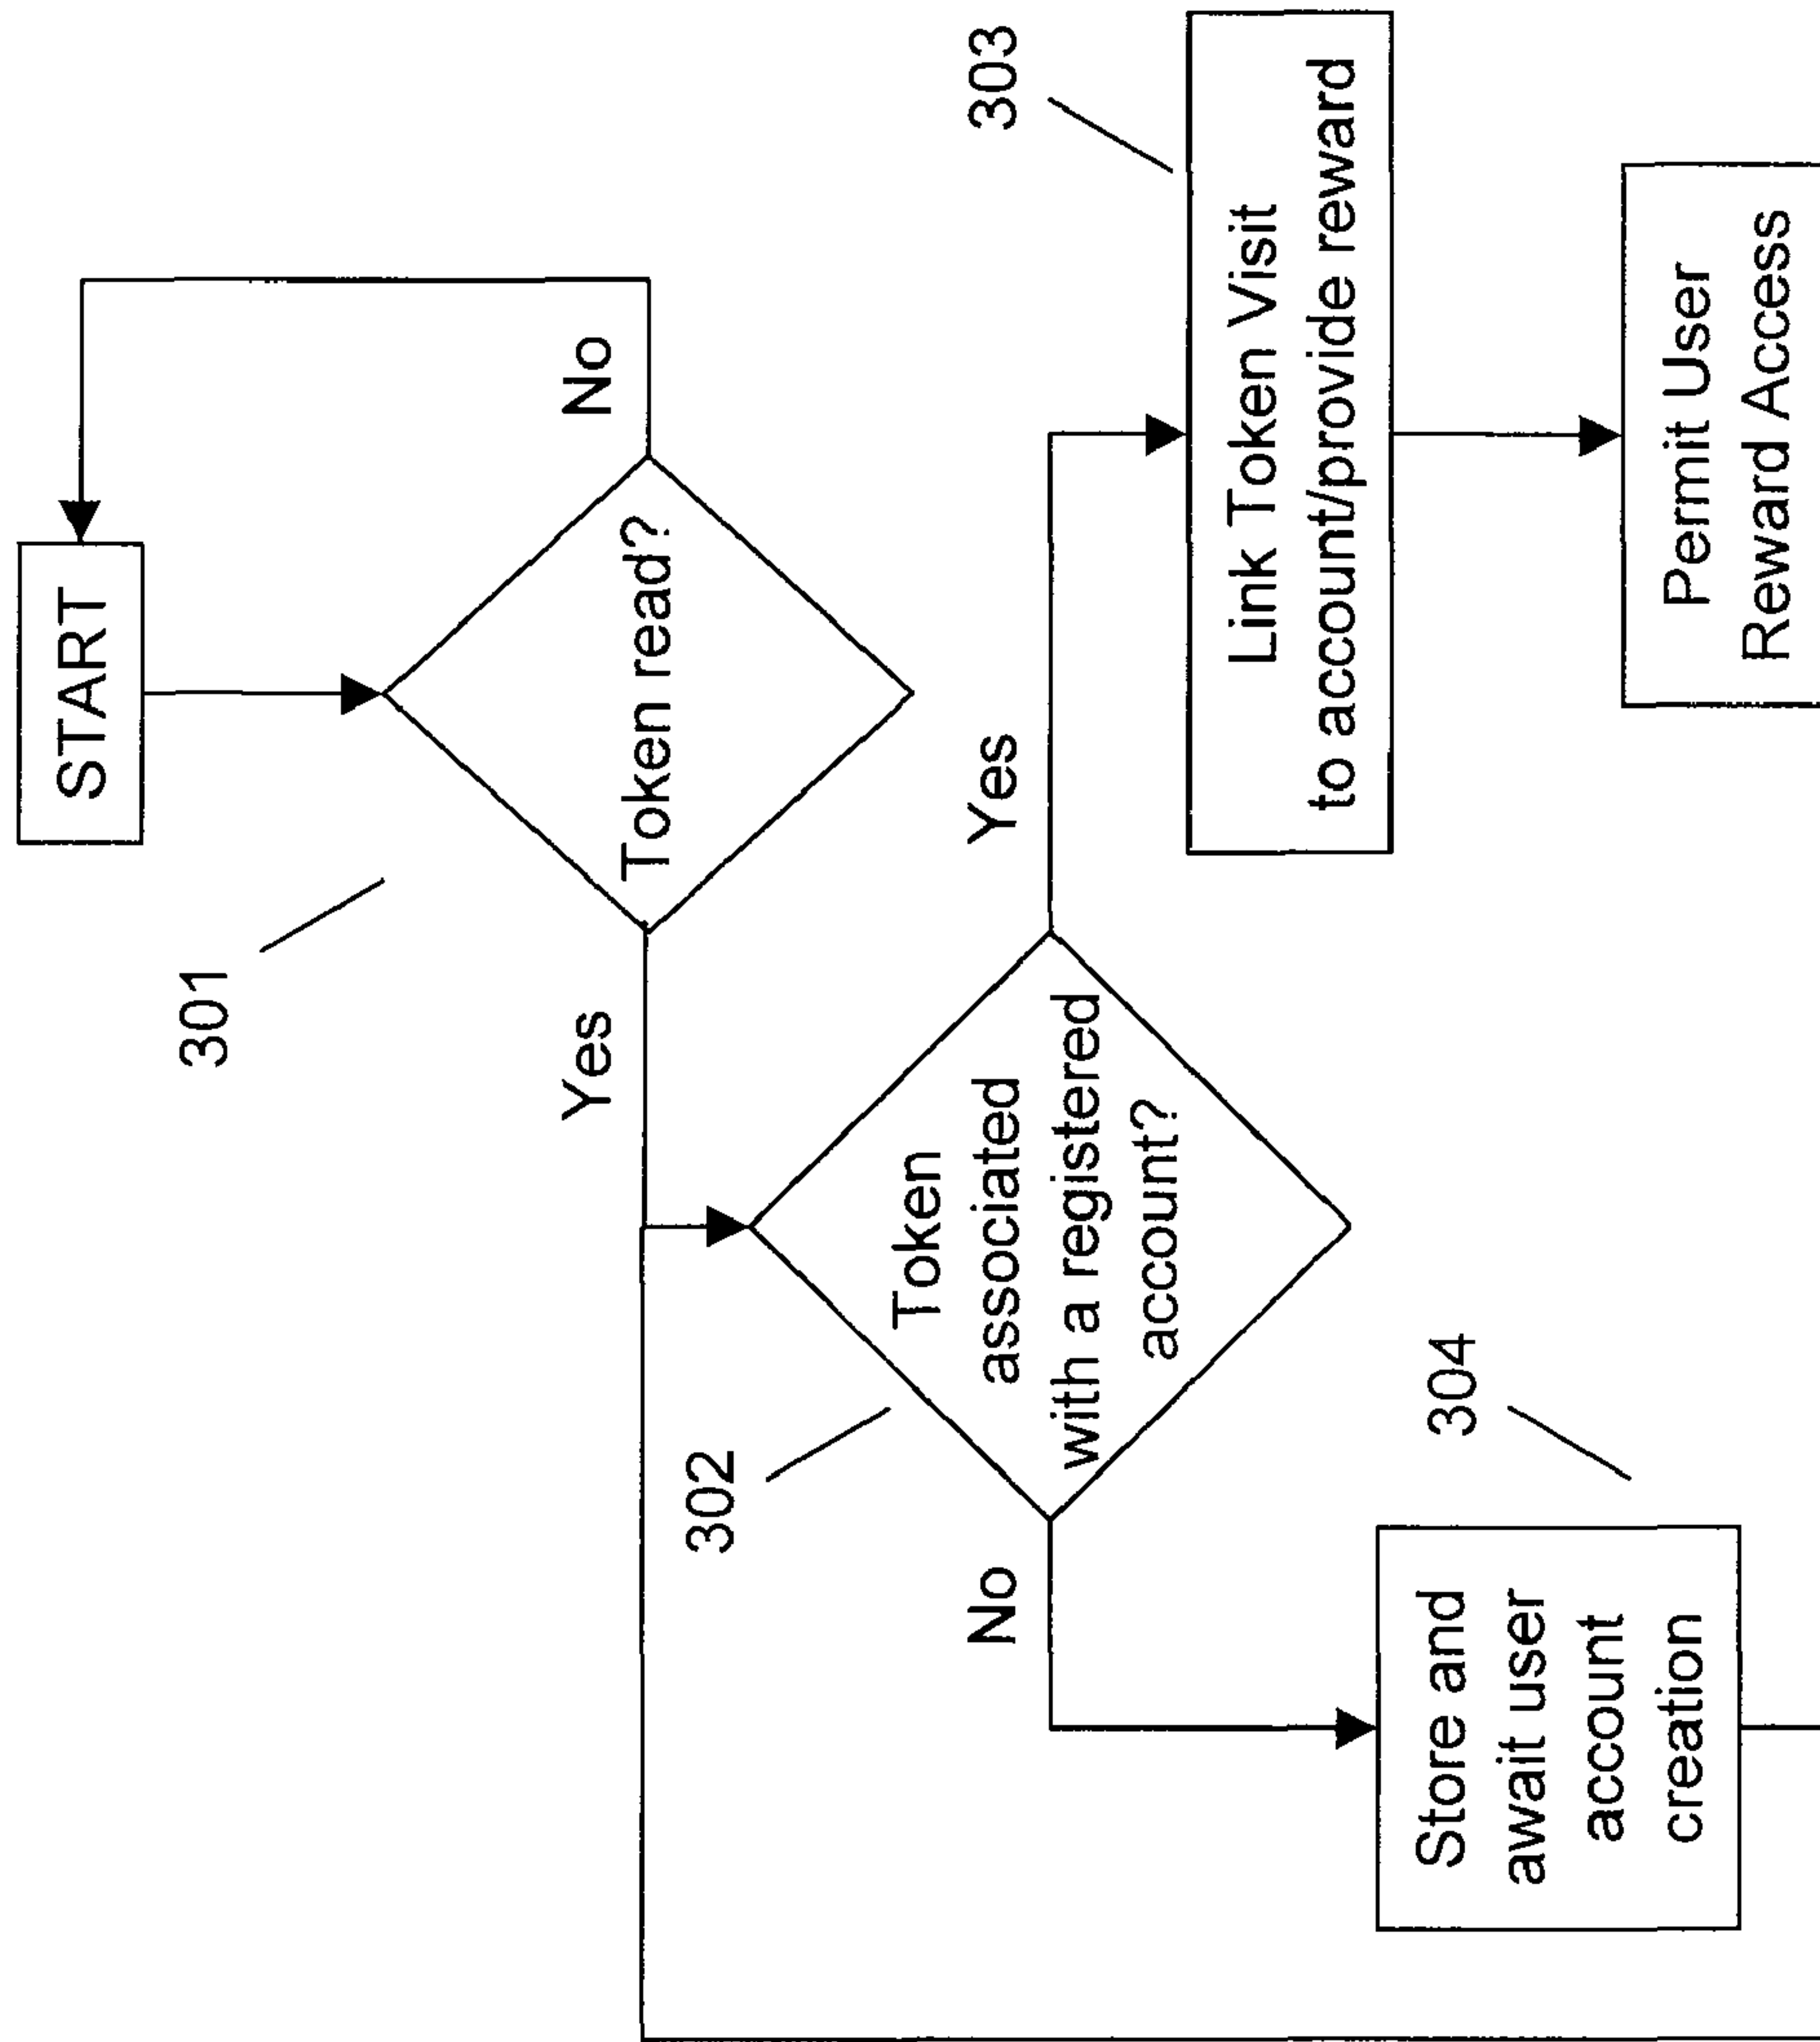 START
301
Token read?
No
Yes
302
Token
associated
with a registered
account?
No
Yes
303
Link Token Visit
to account/provide reward
304
Store and
await user
account
creation
Permit User
Reward Access